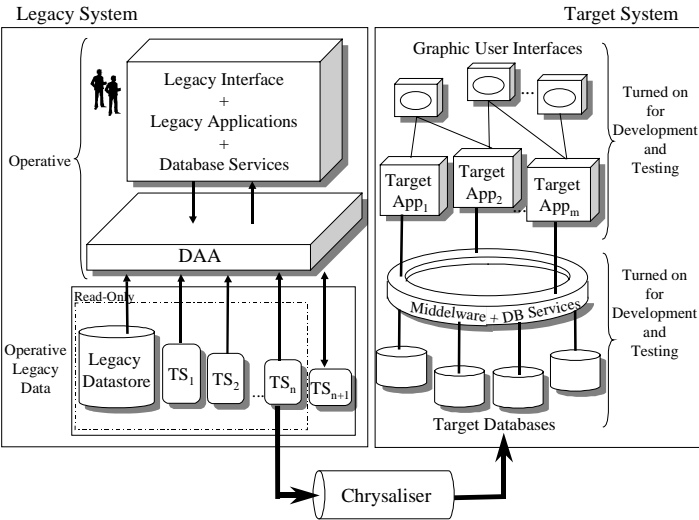 Legacy System
Target System
Operative
Legacy Interface
+
Legacy Applications
+
Database Services
DAA
Read-Only
Operative
Legacy
Data
Legacy
Datastore
TS1
TS2
...
TSn
TSn+1
Graphic User Interfaces
...
Turned on
for
Development
and
Testing
Target
App1
Target
App2
...
Target
Appm
Middelware + DB Services
Turned on
for
Development
and
Testing
Target Databases
Chrysaliser